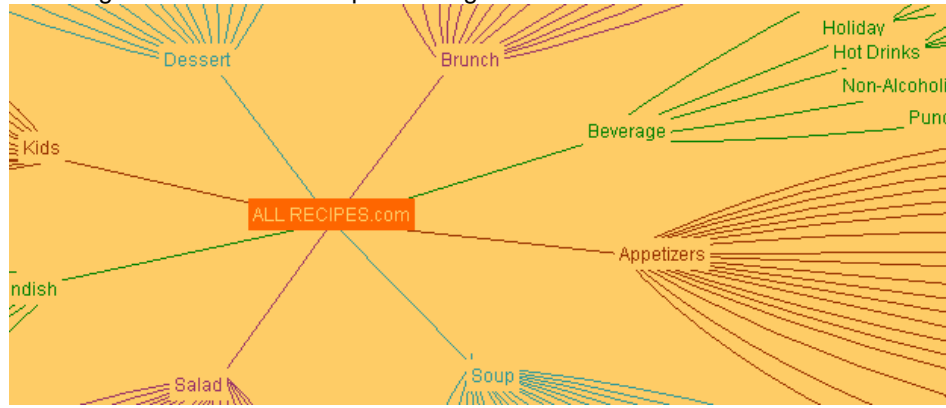 Holiday
Dessert
Brunch
Hot Drinks
Non-Alcoholi
Punc
Beverage
Kids
ALL RECIPES.com
Appetizers
ndish
Soup
Salad